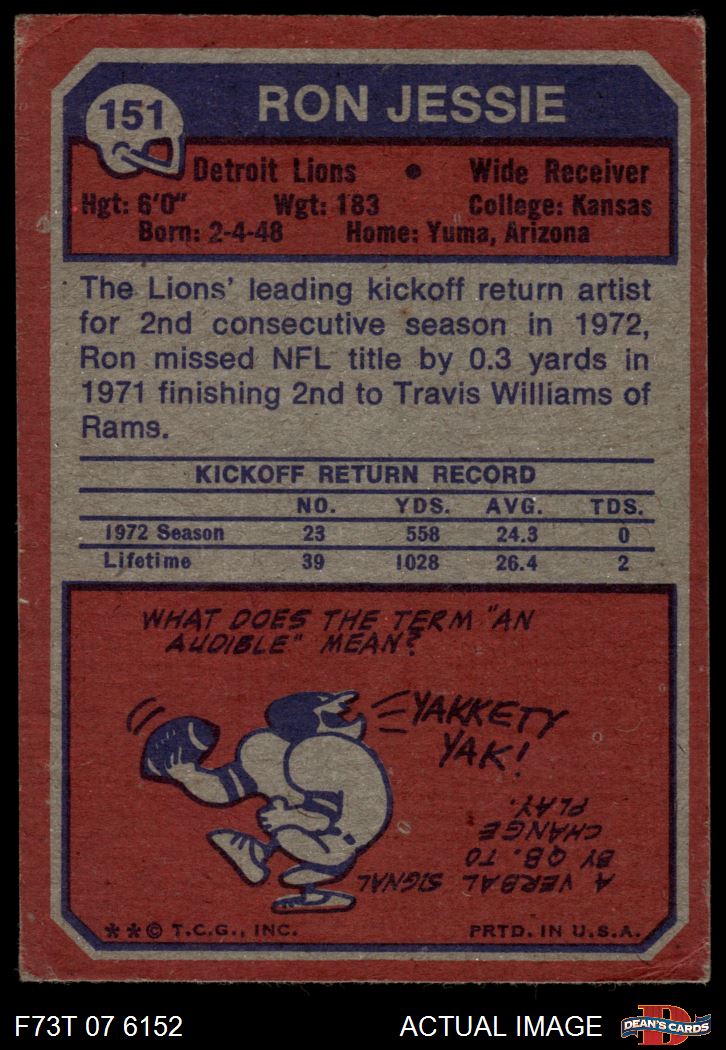 151
RON JESSIE
Detroit Lions • Wide Receiver
Hgt: 6'0" Wgt: 183 College: Kansas
Born: 2-4-48 Home: Yuma, Arizona
The Lions' leading kickoff return artist
for 2nd consecutive season in 1972,
Ron missed NFL title by 0.3 yards in
1971 finishing 2nd to Travis Williams of
Rams.
KICKOFF RETURN RECORD
NO. YDS. AVG. TDS.
1972 Season 23 558 24.3 0
Lifetime 39 1028 26.4 2
WHAT DOES THE TERM "AN
AUDIBLE" MEAN?
YAKKETY
YAK!
A VERBAL SIGNAL
BY QB. TO
CHANGE
PLAY.
**© T.C.G., INC. PRTD. IN U.S.A.
F73T 07 6152 ACTUAL IMAGE
D
DEAN'S CARDS